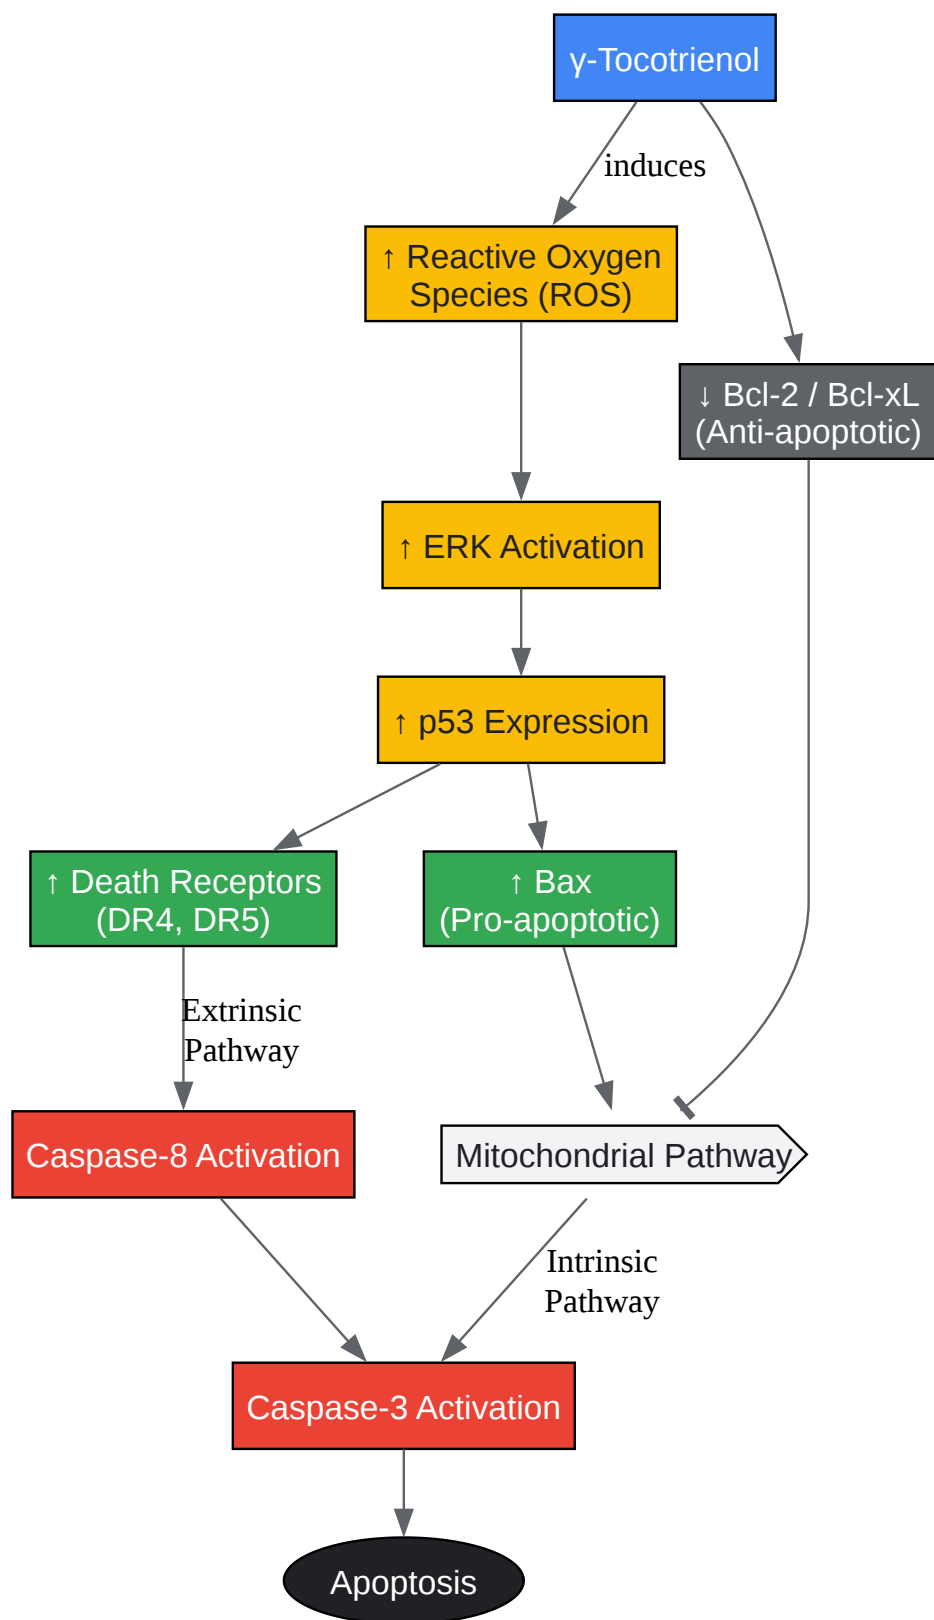 γ-Tocotrienol
induces
↑ Reactive Oxygen
Species (ROS)
↓ Bcl-2 / Bcl-xL
(Anti-apoptotic)
↑ ERK Activation
↑ p53 Expression
↑ Death Receptors
(DR4, DR5)
↑ Bax
(Pro-apoptotic)
Extrinsic
Pathway
Caspase-8 Activation
Mitochondrial Pathway
Intrinsic
Pathway
Caspase-3 Activation
Apoptosis